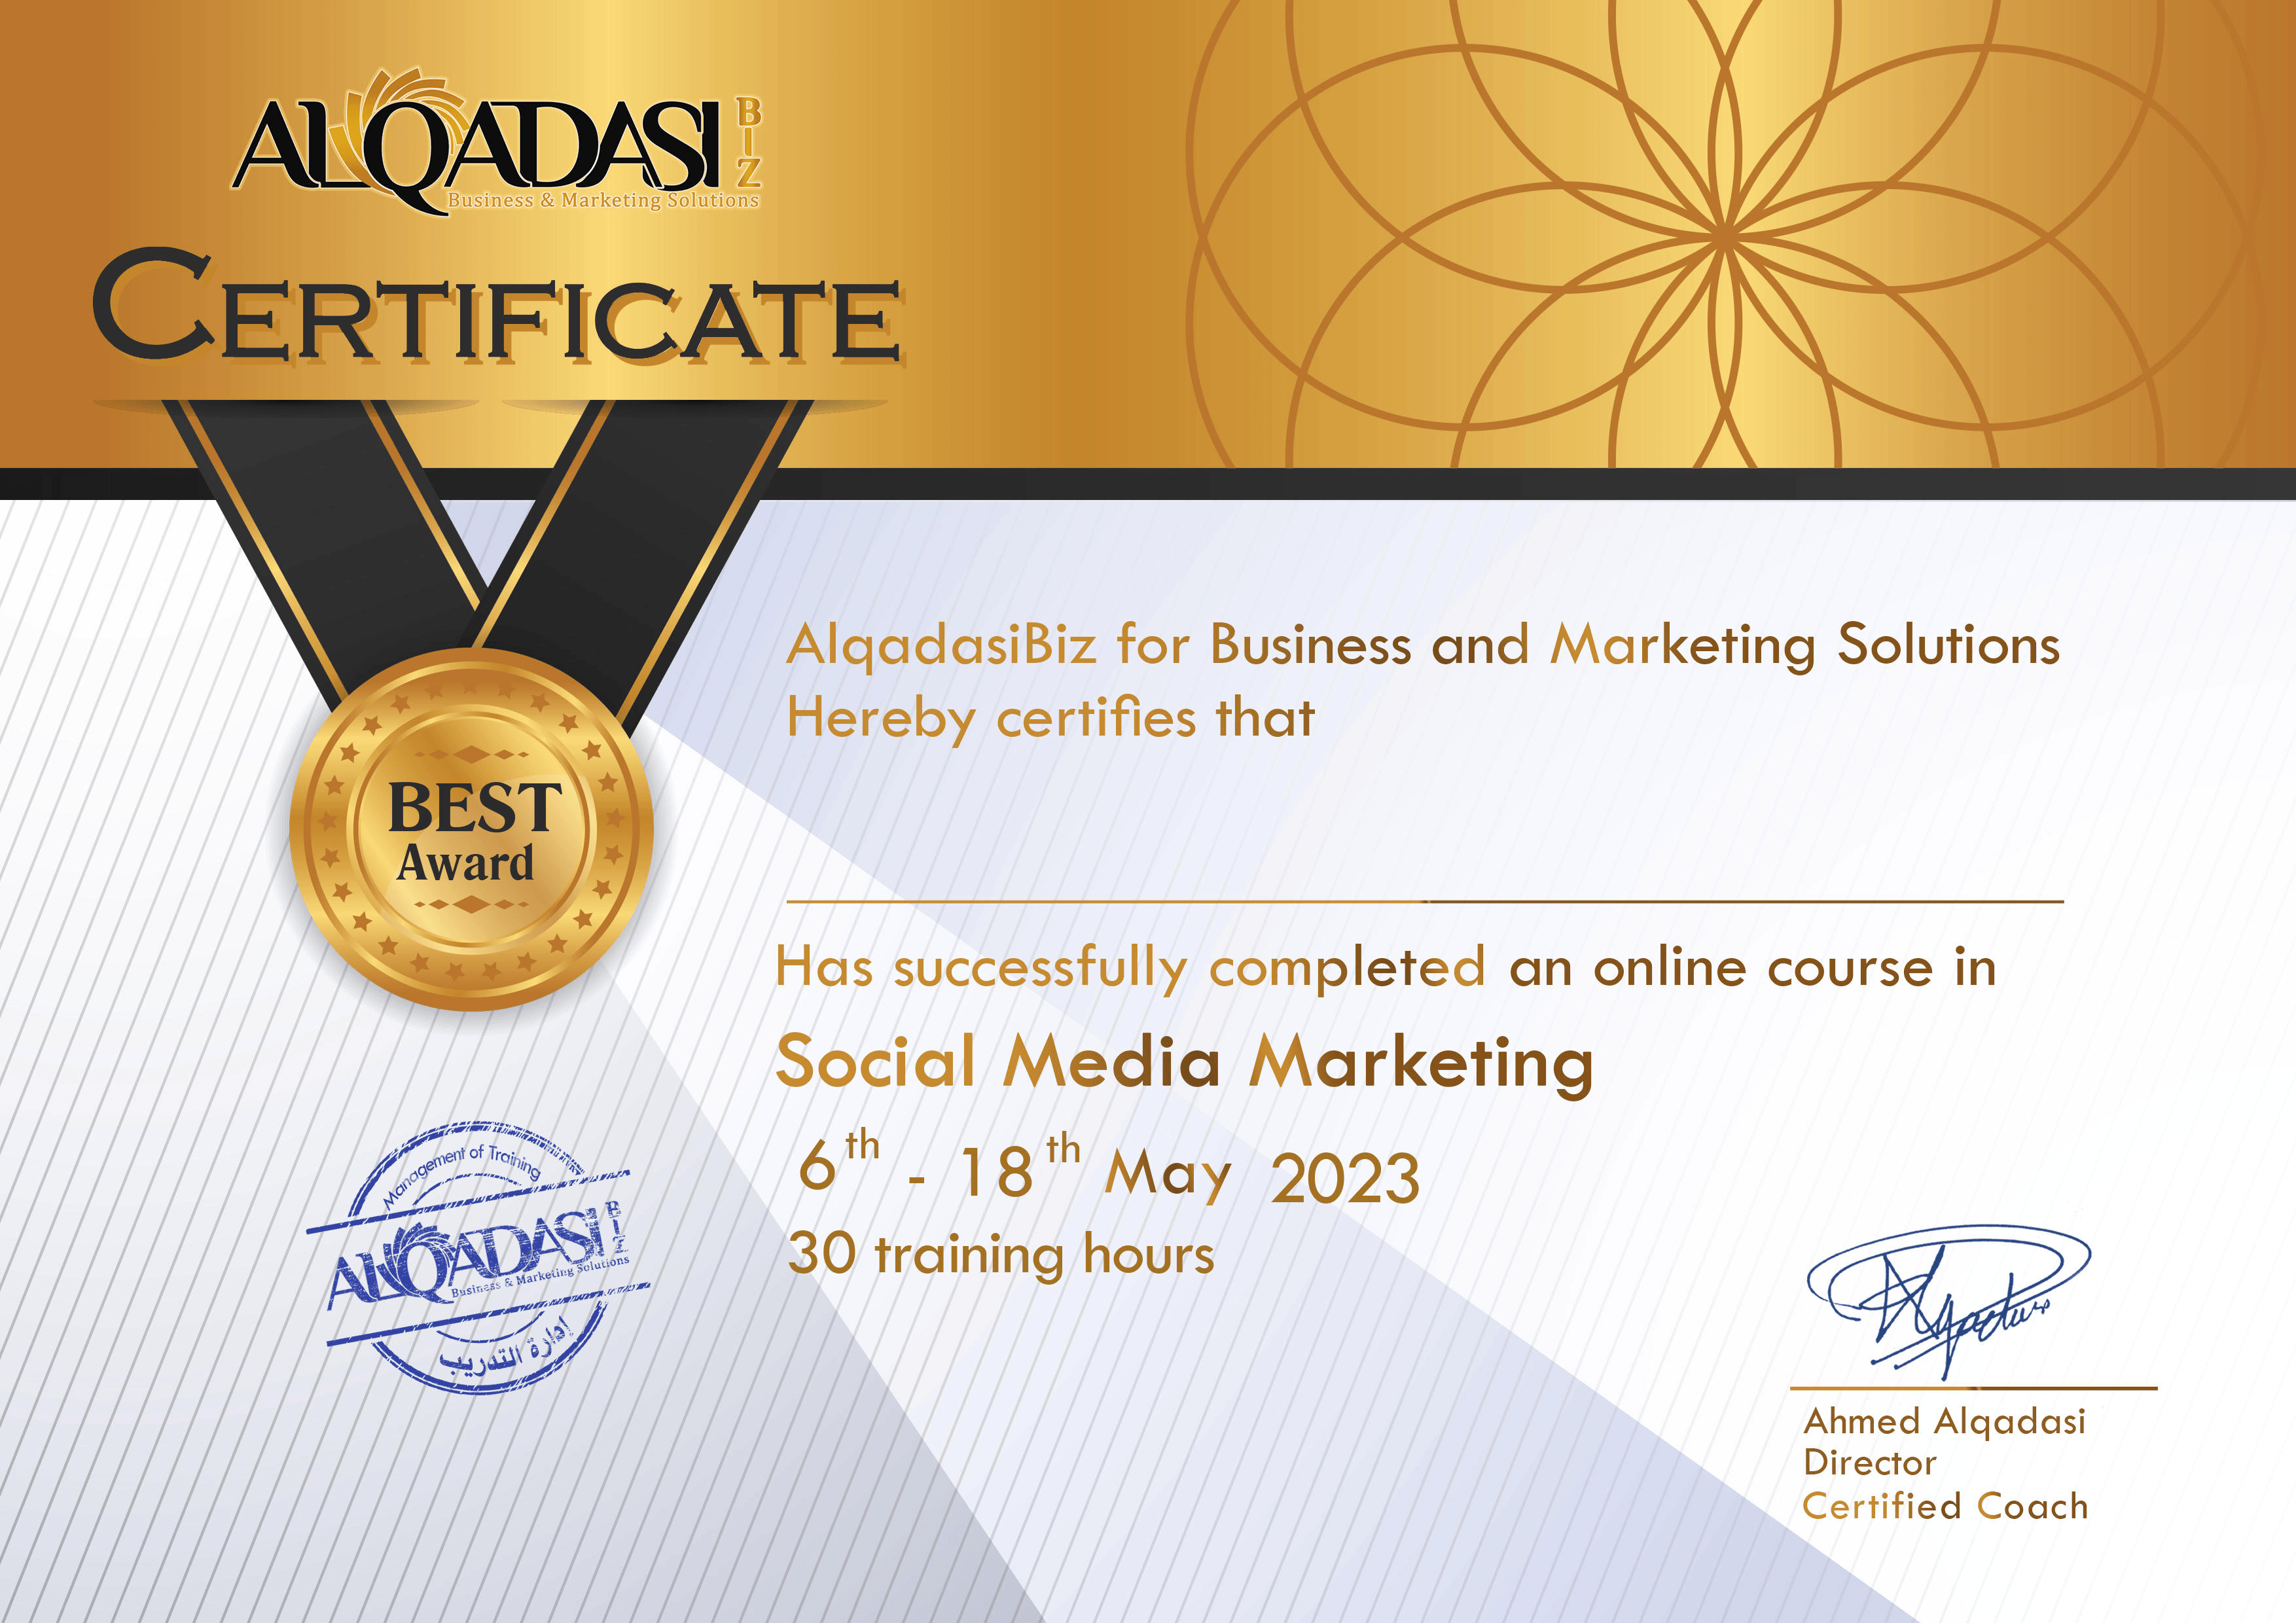 ALQADASI BIZ
Business & Marketing Solutions
CERTIFICATE
BEST
Award
AlqadasiBiz for Business and Marketing Solutions
Hereby certifies that
Has successfully completed an online course in
Social Media Marketing
6th - 18th May 2023
30 training hours
Management of Training
ALQADASI BIZ
Business & Marketing Solutions
إدارة التدريب
Ahmed Alqadasi
Director
Certified Coach